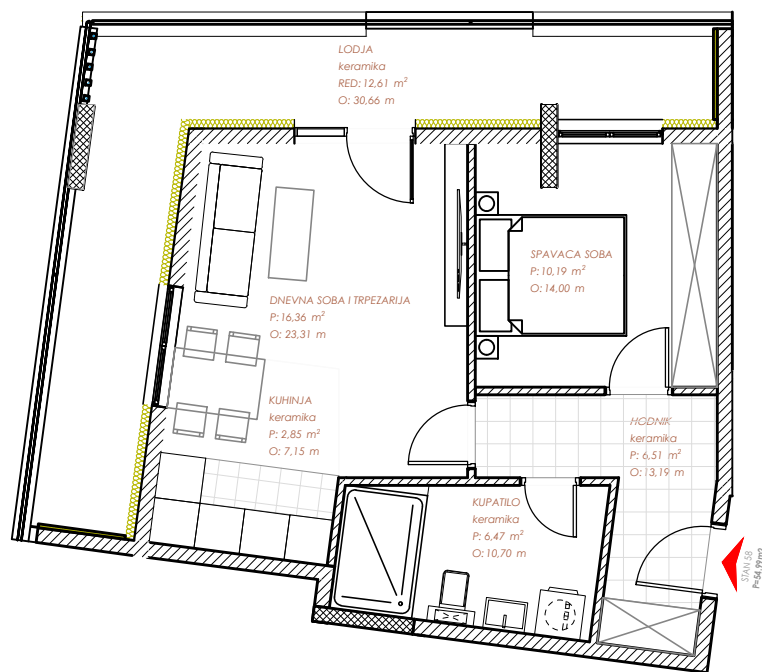 LODJA
keramika
RED: 12,61 m²
O: 30,66 m
SPAVACA SOBA
P: 10,19 m²
O: 14,00 m
DNEVNA SOBA I TRPEZARIJA
P: 16,36 m²
O: 23,31 m
KUHINJA
keramika
P: 2,85 m²
O: 7,15 m
HODNIK
keramika
P: 6,51 m²
O: 13,19 m
KUPATILO
keramika
P: 6,47 m²
O: 10,70 m
STAN 58
P=54,99m2